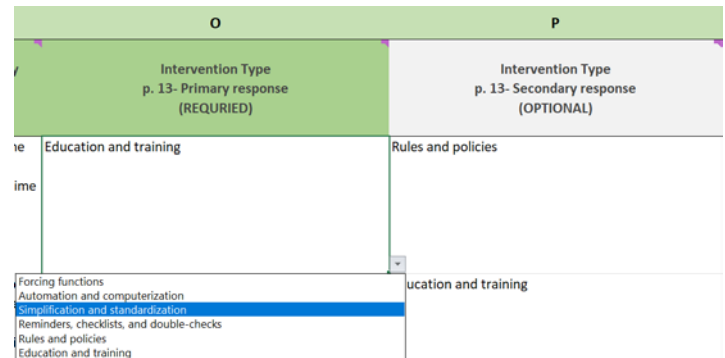 O
P
y
Intervention Type
p. 13- Primary response
(REQURIED)
Intervention Type
p. 13- Secondary response
(OPTIONAL)
ne
Education and training
Rules and policies
ime
Forcing functions
Automation and computerization
Simplification and standardization
Reminders, checklists, and double-checks
Rules and policies
Education and training
ucation and training